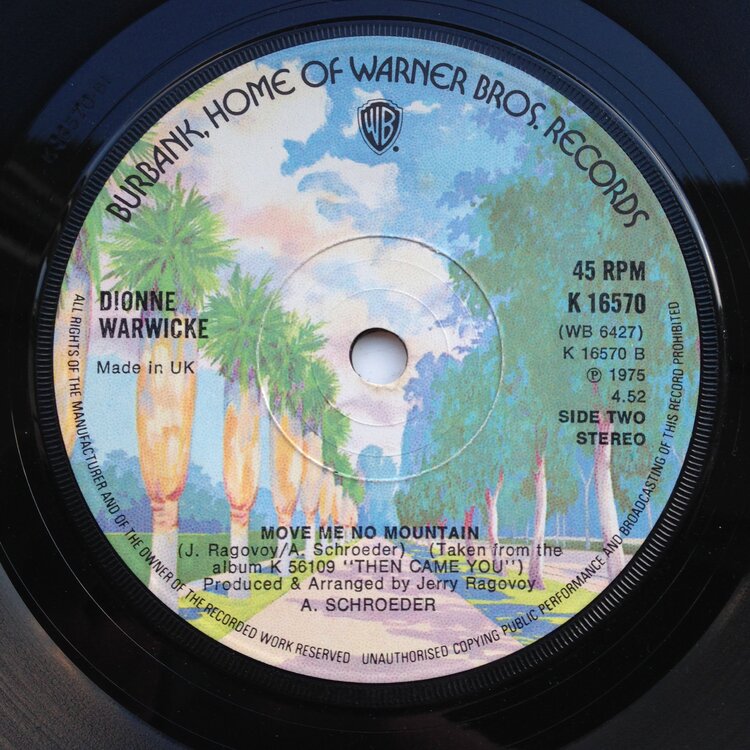 BURBANK, HOME OF WARNER BROS. RECORDS
WB
DIONNE
WARWICKE
Made in UK
45 RPM
K 16570
(WB 6427)
K 16570 B
℗ 1975
4.52
SIDE TWO
STEREO
MOVE ME NO MOUNTAIN
(J. Ragovoy/A. Schroeder) (Taken from the
album K 56109 "THEN CAME YOU")
Produced & Arranged by Jerry Ragovoy
A. SCHROEDER
ALL RIGHTS OF THE MANUFACTURER AND OF THE OWNER OF THE RECORDED WORK RESERVED UNAUTHORISED COPYING PUBLIC PERFORMANCE AND BROADCASTING OF THIS RECORD PROHIBITED